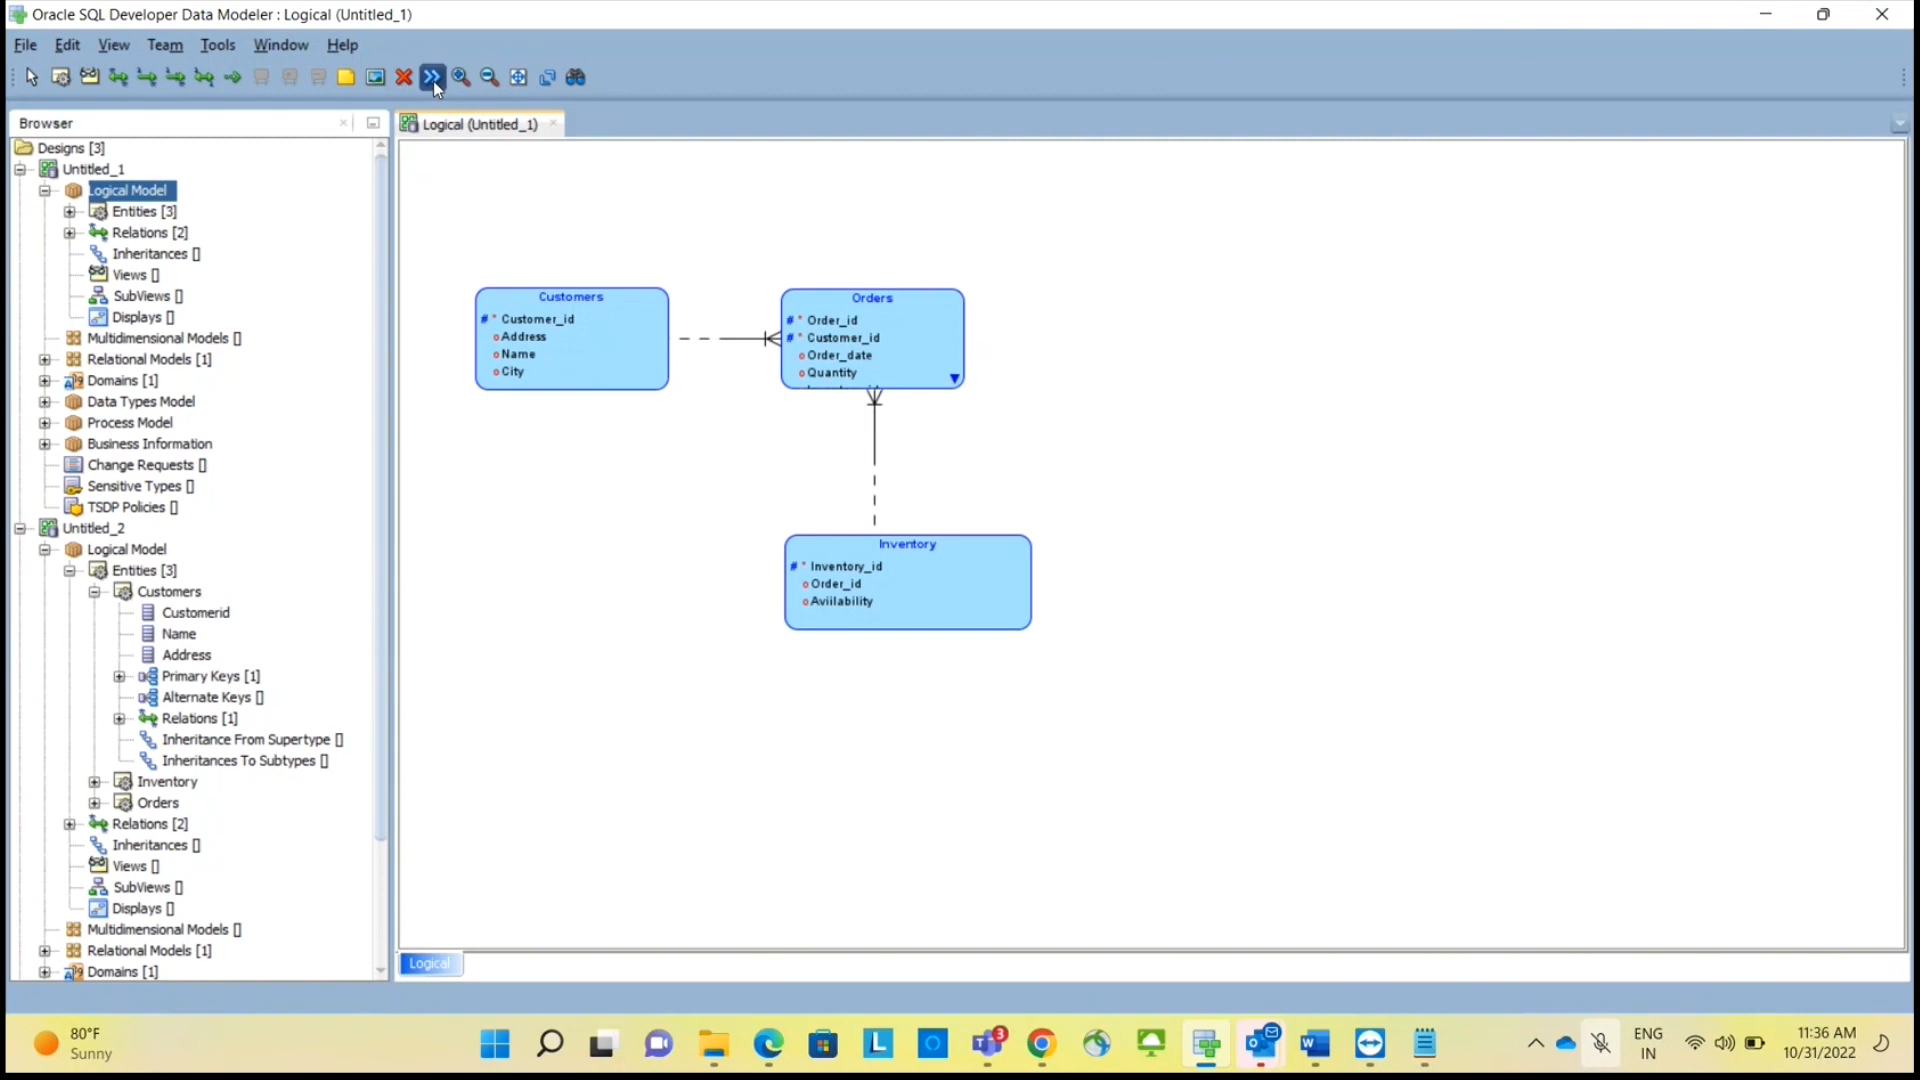 Oracle SQL Developer Data Modeler : Logical (Untitled_1)
File Edit View Team Tools Window Help
Browser
Logical (Untitled_1)
Designs [3]
Untitled_1
Logical Model
Entities [3]
Relations [2]
Inheritances []
Views []
SubViews []
Displays []
Multidimensional Models []
Relational Models [1]
Domains [1]
Data Types Model
Process Model
Business Information
Change Requests []
Sensitive Types []
TSDP Policies []
Untitled_2
Logical Model
Entities [3]
Customers
Customerid
Name
Address
Primary Keys [1]
Alternate Keys []
Relations [1]
Inheritance From Supertype []
Inheritances To Subtypes []
Inventory
Orders
Relations [2]
Inheritances []
Views []
SubViews []
Displays []
Multidimensional Models []
Relational Models [1]
Domains [1]
Customers
# * Customer_id
o Address
o Name
o City
Orders
# * Order_id
# * Customer_id
o Order_date
o Quantity
Inventory
# * Inventory_id
o Order_id
o Aviilability
Logical
80°F
Sunny
3
ENG
IN
11:36 AM
10/31/2022